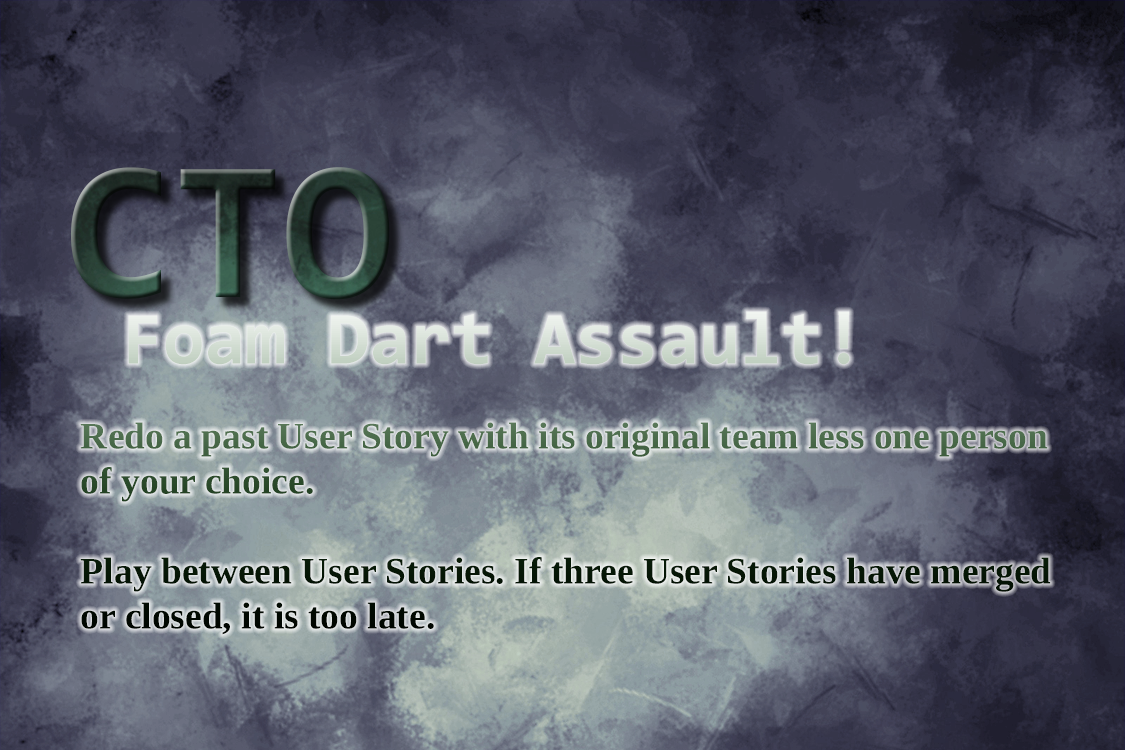 CTO
Foam Dart Assault!
Redo a past User Story with its original team less one person
of your choice.
Play between User Stories. If three User Stories have merged
or closed, it is too late.